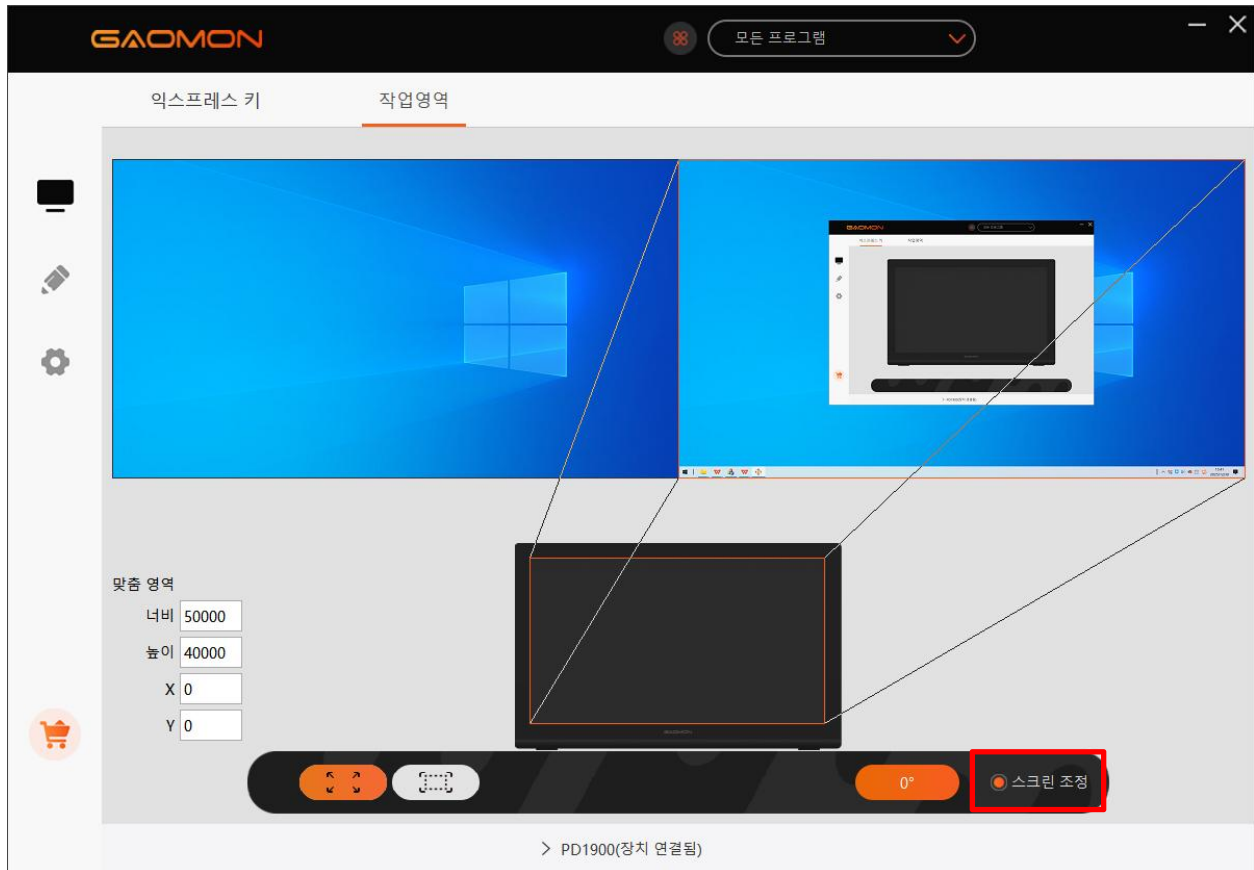 GAOMON
모든 프로그램
익스프레스 키
작업영역
GAOMON
맞춤 영역
너비 50000
높이 40000
X 0
Y 0
GAOMON
0°
스크린 조정
PD1900(장치 연결됨)